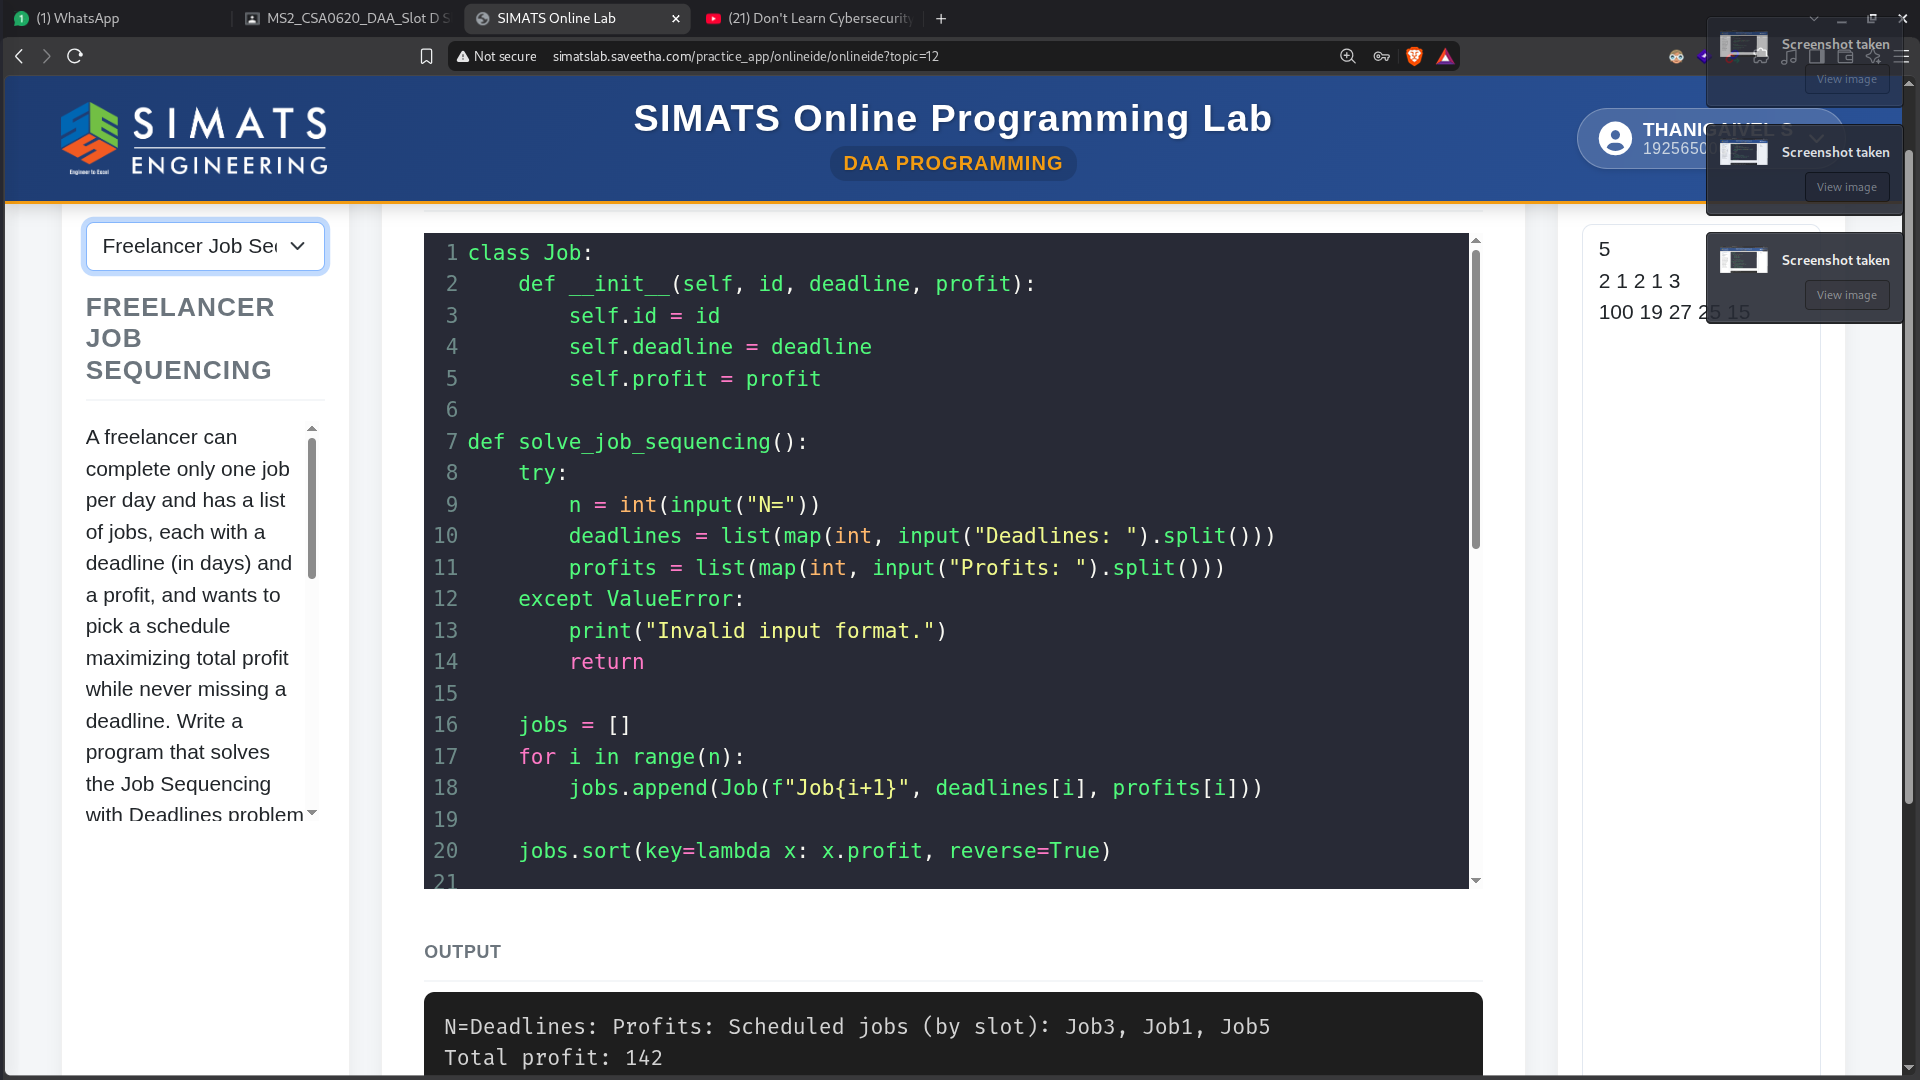 (1) WhatsApp
MS2_CSA0620_DAA_Slot D S
SIMATS Online Lab
(21) Don't Learn Cybersecurity
Not secure simatslab.saveetha.com/practice_app/onlineide/onlineide?topic=12
Screenshot taken
View image
Screenshot taken
View image
Screenshot taken
View image
SIMATS
ENGINEERING
Engineer to Excel
SIMATS Online Programming Lab
DAA PROGRAMMING
THANIGAIVEL S
1925650
Freelancer Job Sec
FREELANCER
JOB
SEQUENCING
A freelancer can
complete only one job
per day and has a list
of jobs, each with a
deadline (in days) and
a profit, and wants to
pick a schedule
maximizing total profit
while never missing a
deadline. Write a
program that solves
the Job Sequencing
with Deadlines problem
1 class Job:
2     def __init__(self, id, deadline, profit):
3         self.id = id
4         self.deadline = deadline
5         self.profit = profit
6
7 def solve_job_sequencing():
8     try:
9         n = int(input("N="))
10         deadlines = list(map(int, input("Deadlines: ").split()))
11         profits = list(map(int, input("Profits: ").split()))
12     except ValueError:
13         print("Invalid input format.")
14         return
15
16     jobs = []
17     for i in range(n):
18         jobs.append(Job(f"Job{i+1}", deadlines[i], profits[i]))
19
20     jobs.sort(key=lambda x: x.profit, reverse=True)
21
OUTPUT
N=Deadlines: Profits: Scheduled jobs (by slot): Job3, Job1, Job5
Total profit: 142
5
2 1 2 1 3
100 19 27 25 15